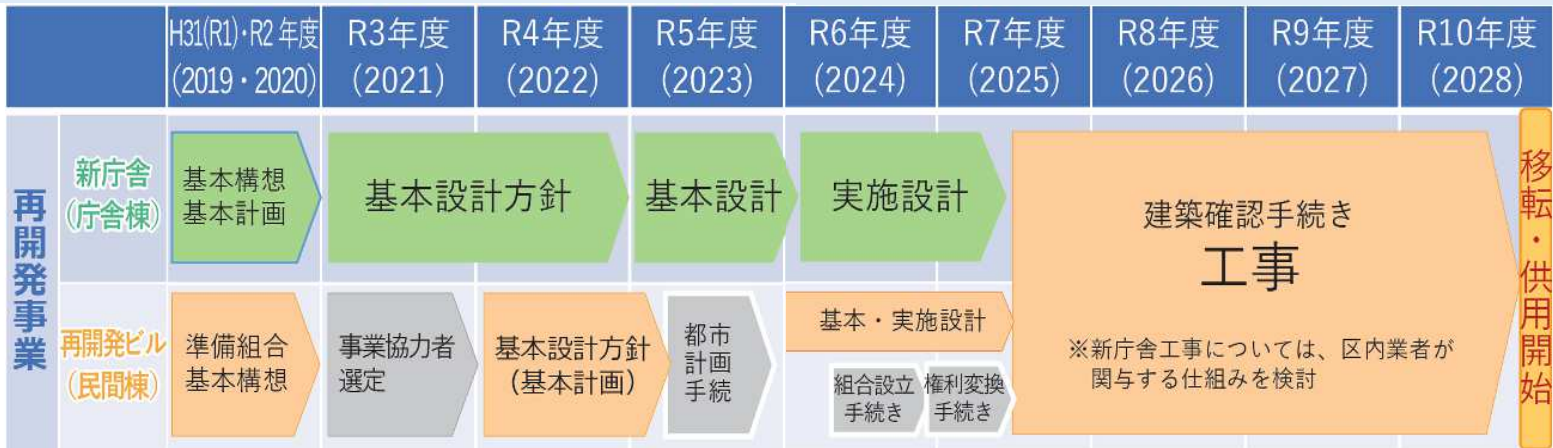 H31(R1)・R2年度
(2019・2020)
R3年度
(2021)
R4年度
(2022)
R5年度
(2023)
R6年度
(2024)
R7年度
(2025)
R8年度
(2026)
R9年度
(2027)
R10年度
(2028)
再開発事業
新庁舎
(庁舎棟)
基本構想
基本計画
基本設計方針
基本設計
実施設計
建築確認手続き
工事
※新庁舎工事については、区内業者が
関与する仕組みを検討
移転・供用開始
再開発ビル
(民間棟)
準備組合
基本構想
事業協力者
選定
基本設計方針
(基本計画)
都市
計画
手続
基本・実施設計
組合設立
手続き
権利変換
手続き